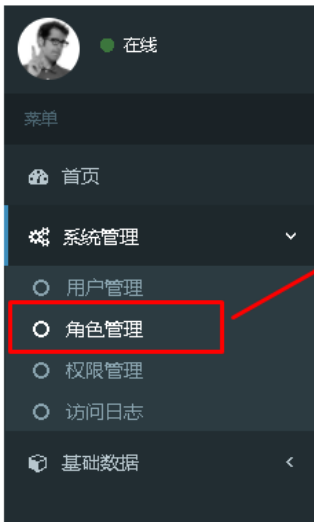 在线
菜单
首页
系统管理
用户管理
角色管理
权限管理
访问日志
基础数据